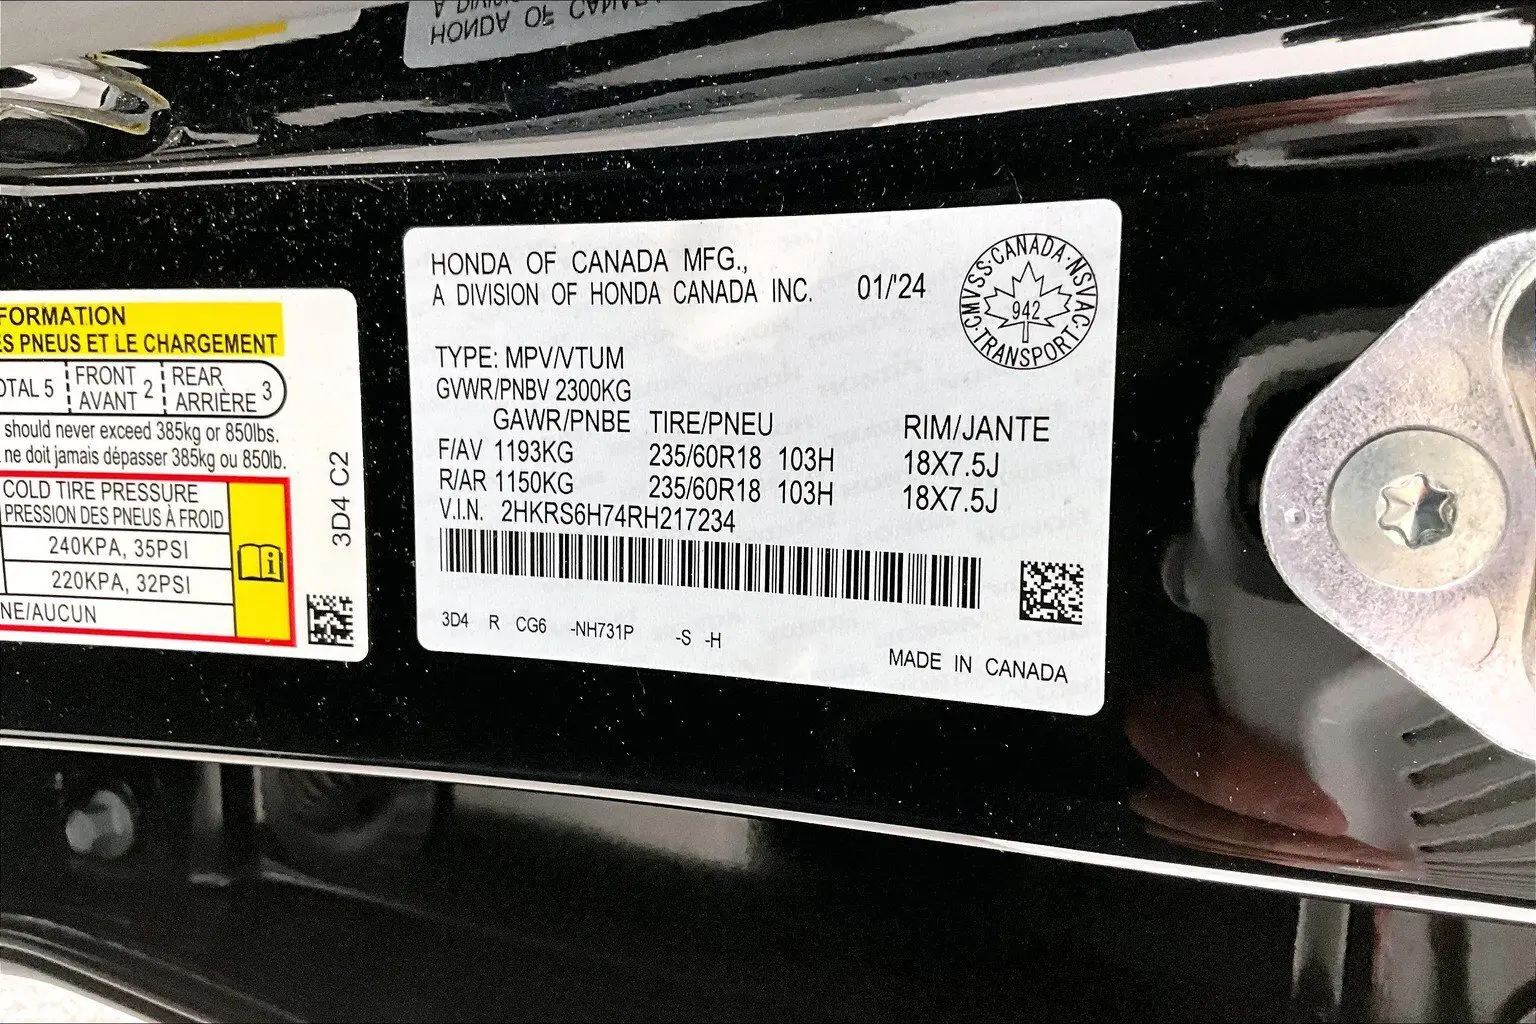 A DIVISIO
HONDA OF CANADA
FORMATION
ES PNEUS ET LE CHARGEMENT
OTAL 5 FRONT AVANT 2 REAR ARRIÈRE 3
should never exceed 385kg or 850lbs.
ne doit jamais dépasser 385kg ou 850lb.
COLD TIRE PRESSURE
PRESSION DES PNEUS À FROID
240KPA, 35PSI
220KPA, 32PSI
NE/AUCUN
3D4 C2
HONDA OF CANADA MFG.,
A DIVISION OF HONDA CANADA INC. 01/'24
CMVSS·CANADA·NSVAC·TRANSPORT·
942
TYPE: MPV/VTUM
GVWR/PNBV 2300KG
GAWR/PNBE TIRE/PNEU RIM/JANTE
F/AV 1193KG 235/60R18 103H 18X7.5J
R/AR 1150KG 235/60R18 103H 18X7.5J
V.I.N. 2HKRS6H74RH217234
3D4 R CG6 -NH731P -S -H
MADE IN CANADA